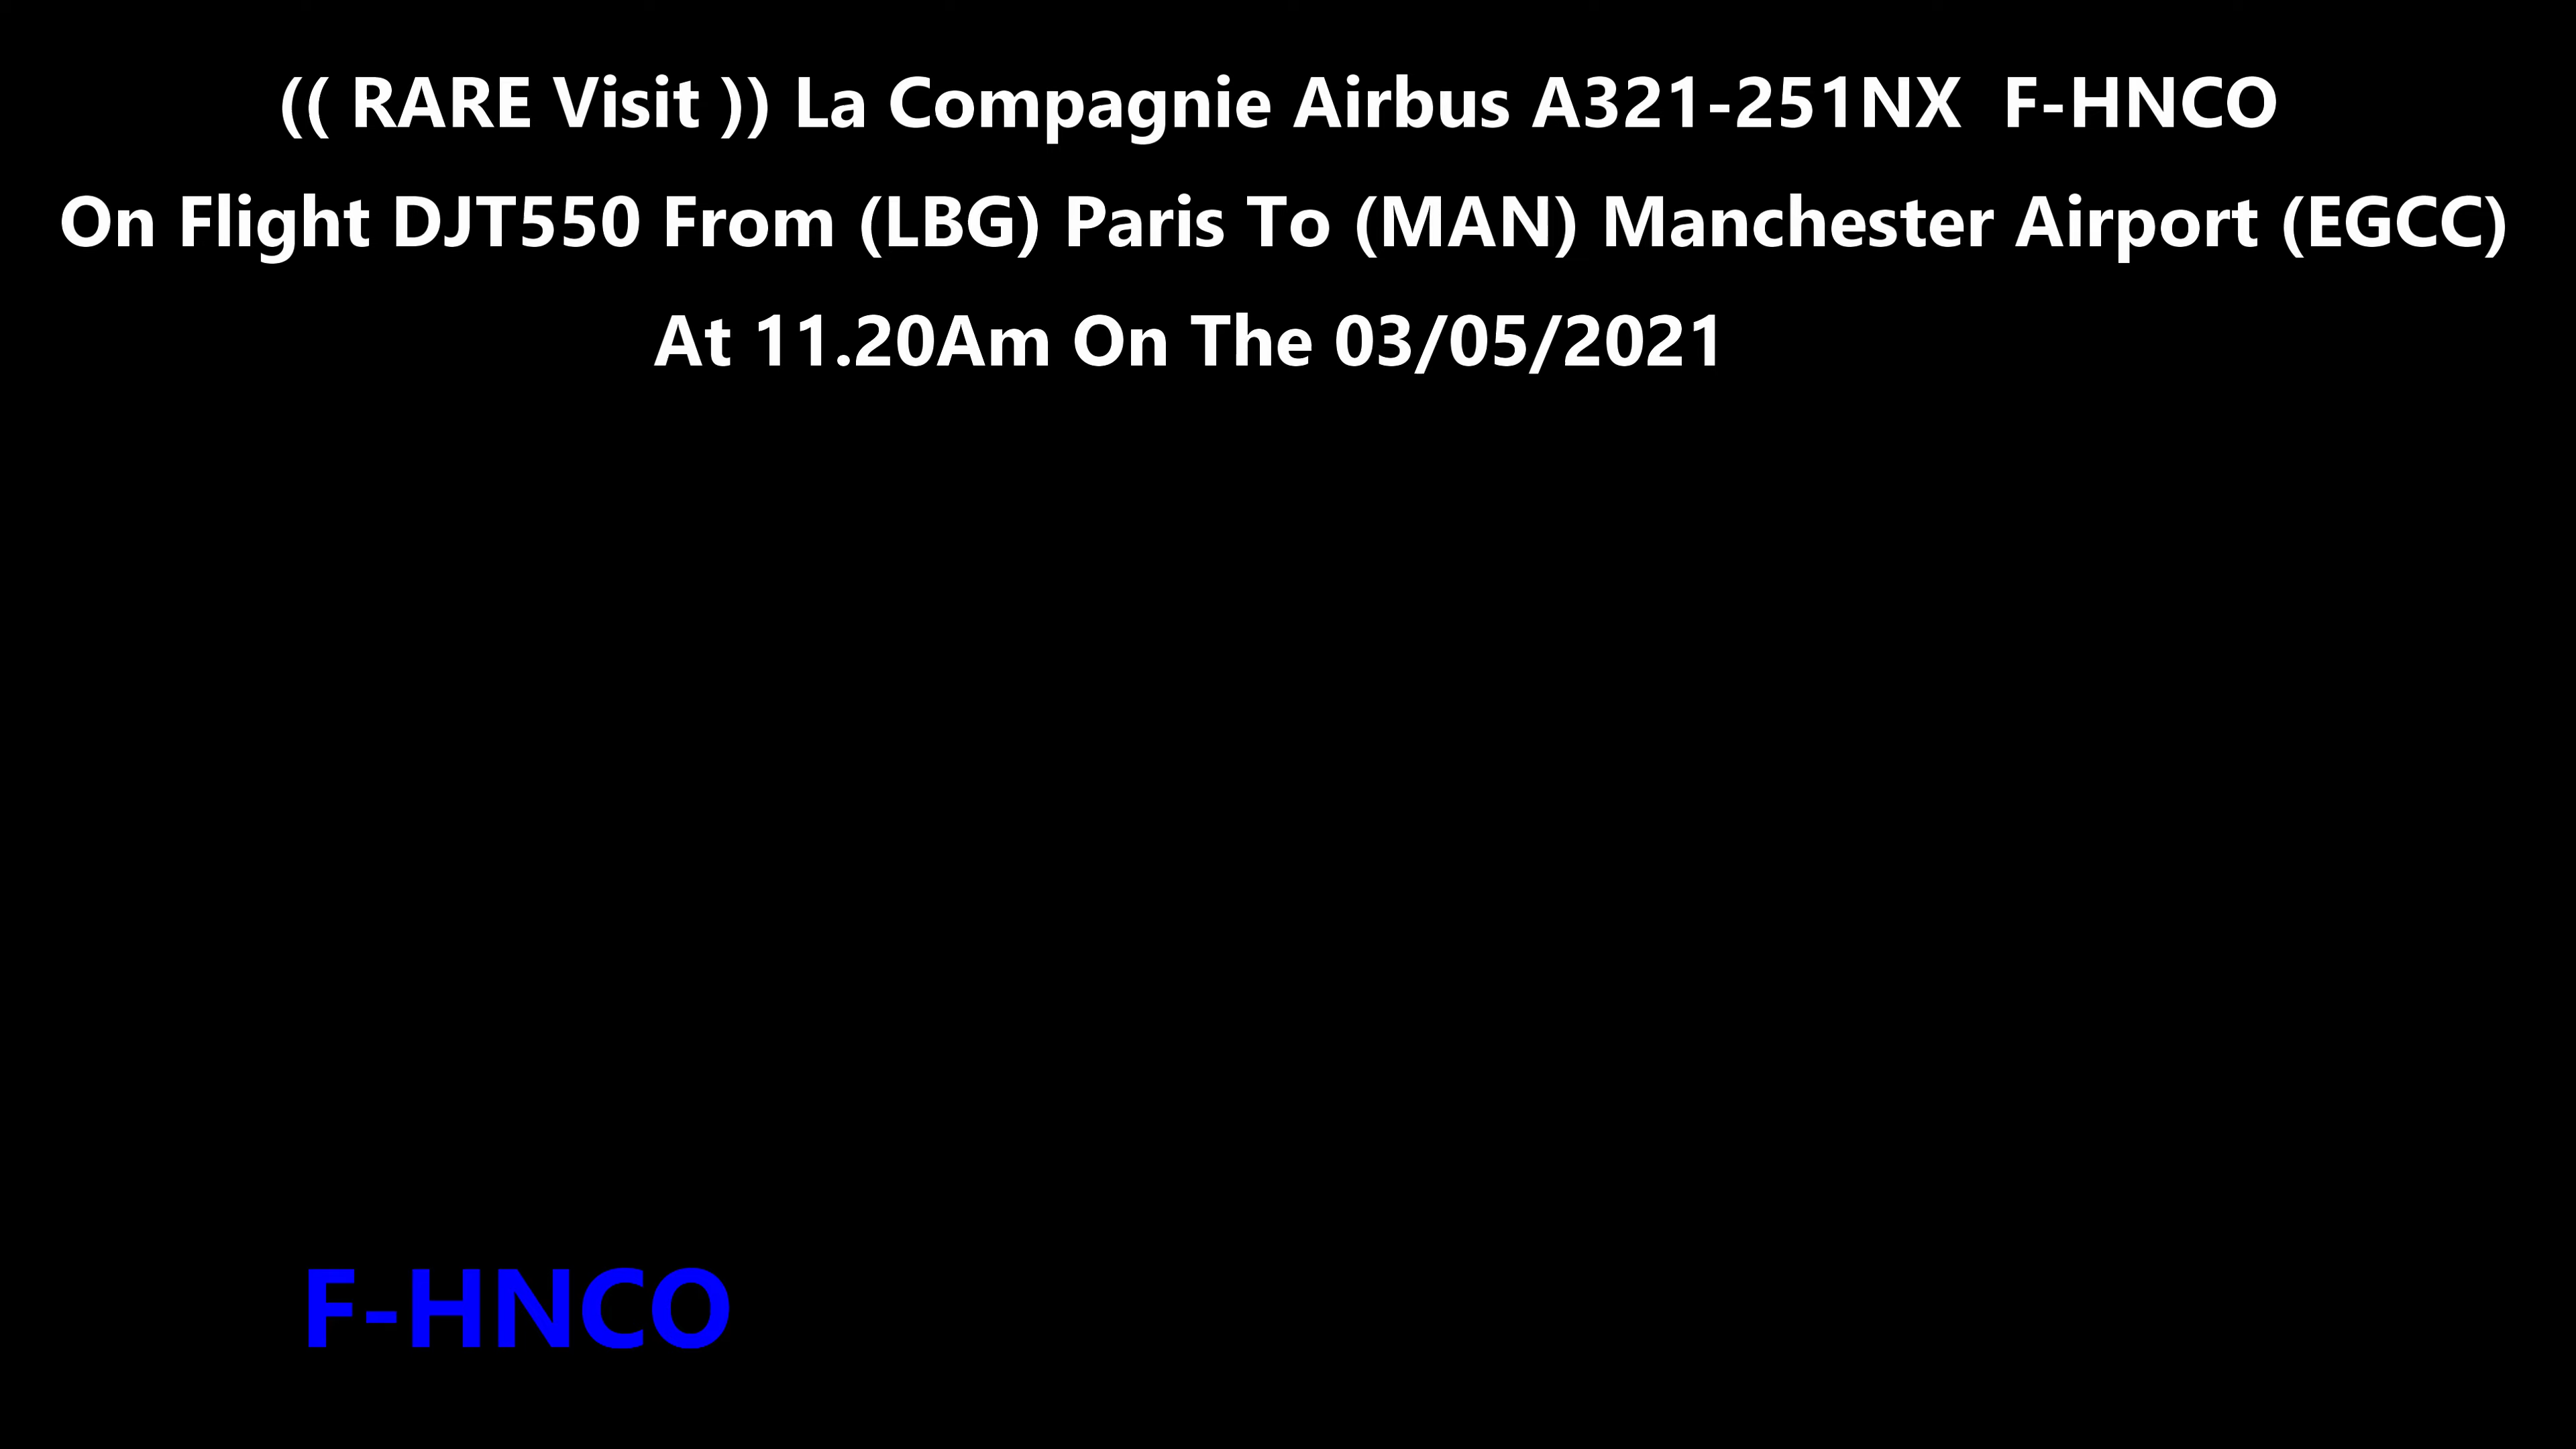 (( RARE Visit )) La Compagnie Airbus A321-251NX  F-HNCO
On Flight DJT550 From (LBG) Paris To (MAN) Manchester Airport (EGCC)
At 11.20Am On The 03/05/2021
F-HNCO